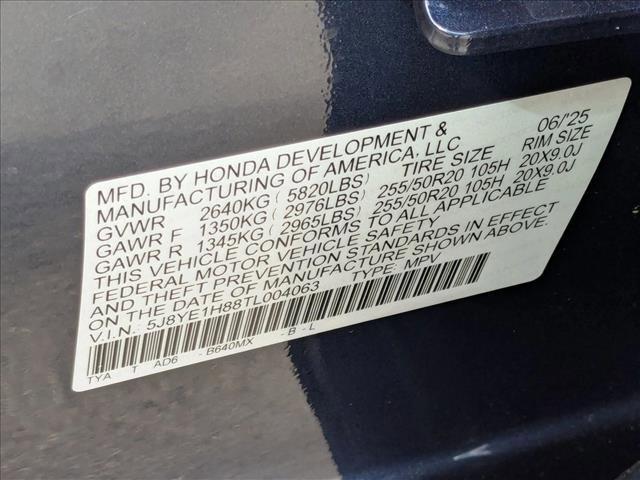 MFD. BY HONDA DEVELOPMENT & 06/'25
MANUFACTURING OF AMERICA, LLC
GVWR 2640KG ( 5820LBS) TIRE SIZE RIM SIZE
GAWR F 1350KG ( 2976LBS) 255/50R20 105H 20X9.0J
GAWR R 1345KG ( 2965LBS) 255/50R20 105H 20X9.0J
THIS VEHICLE CONFORMS TO ALL APPLICABLE
FEDERAL MOTOR VEHICLE SAFETY
AND THEFT PREVENTION STANDARDS IN EFFECT
ON THE DATE OF MANUFACTURE SHOWN ABOVE.
V.I.N.: 5J8YE1H88TL004063 TYPE: MPV
TYA T AD6 - B640MX - B - L